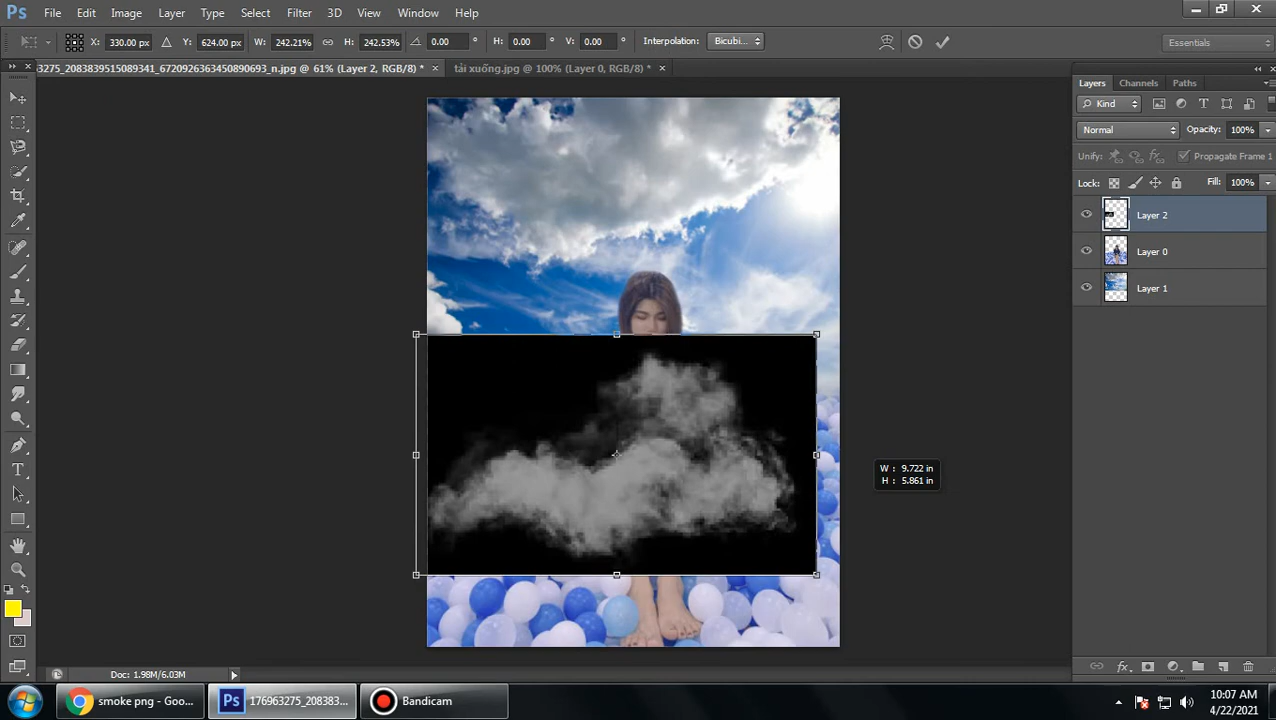 Ps File Edit Image Layer Type Select Filter 3D View Window Help
X: 330.00 px Y: 624.00 px W: 242.21% H: 242.53% 0.00 ° H: 0.00 ° V: 0.00 ° Interpolation: Bicubi... Essentials
63275_2083839515089341_6720926363450890693_n.jpg @ 61% (Layer 2, RGB/8) * × tải xuống.jpg @ 100% (Layer 0, RGB/8) * ×
Layers Channels Paths
Kind
Normal Opacity: 100%
Unify: Propagate Frame 1
Lock: Fill: 100%
Layer 2
Layer 0
Layer 1
W : 9.722 in
H : 5.861 in
Doc: 1.98M/6.03M
smoke png - Goo...
Ps 176963275_208383...
Bandicam
10:07 AM
4/22/2021